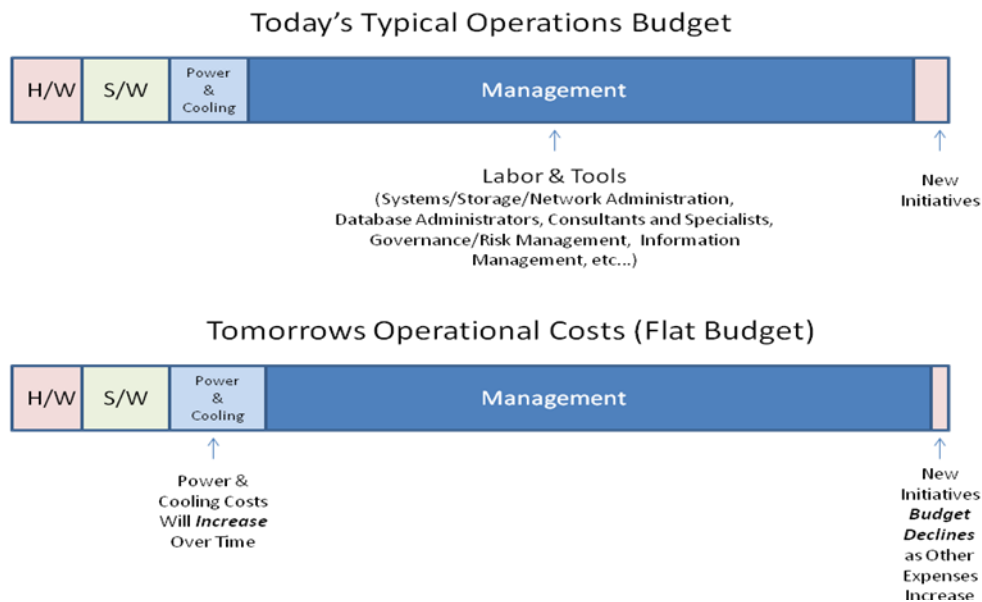 Today's Typical Operations Budget
H/W
S/W
Power
&
Cooling
Management
Labor & Tools
(Systems/Storage/Network Administration,
Database Administrators, Consultants and Specialists,
Governance/Risk Management, Information
Management, etc...)
New
Initiatives
Tomorrows Operational Costs (Flat Budget)
H/W
S/W
Power
&
Cooling
Management
Power &
Cooling Costs
Will Increase
Over Time
New
Initiatives
Budget
Declines
as Other
Expenses
Increase